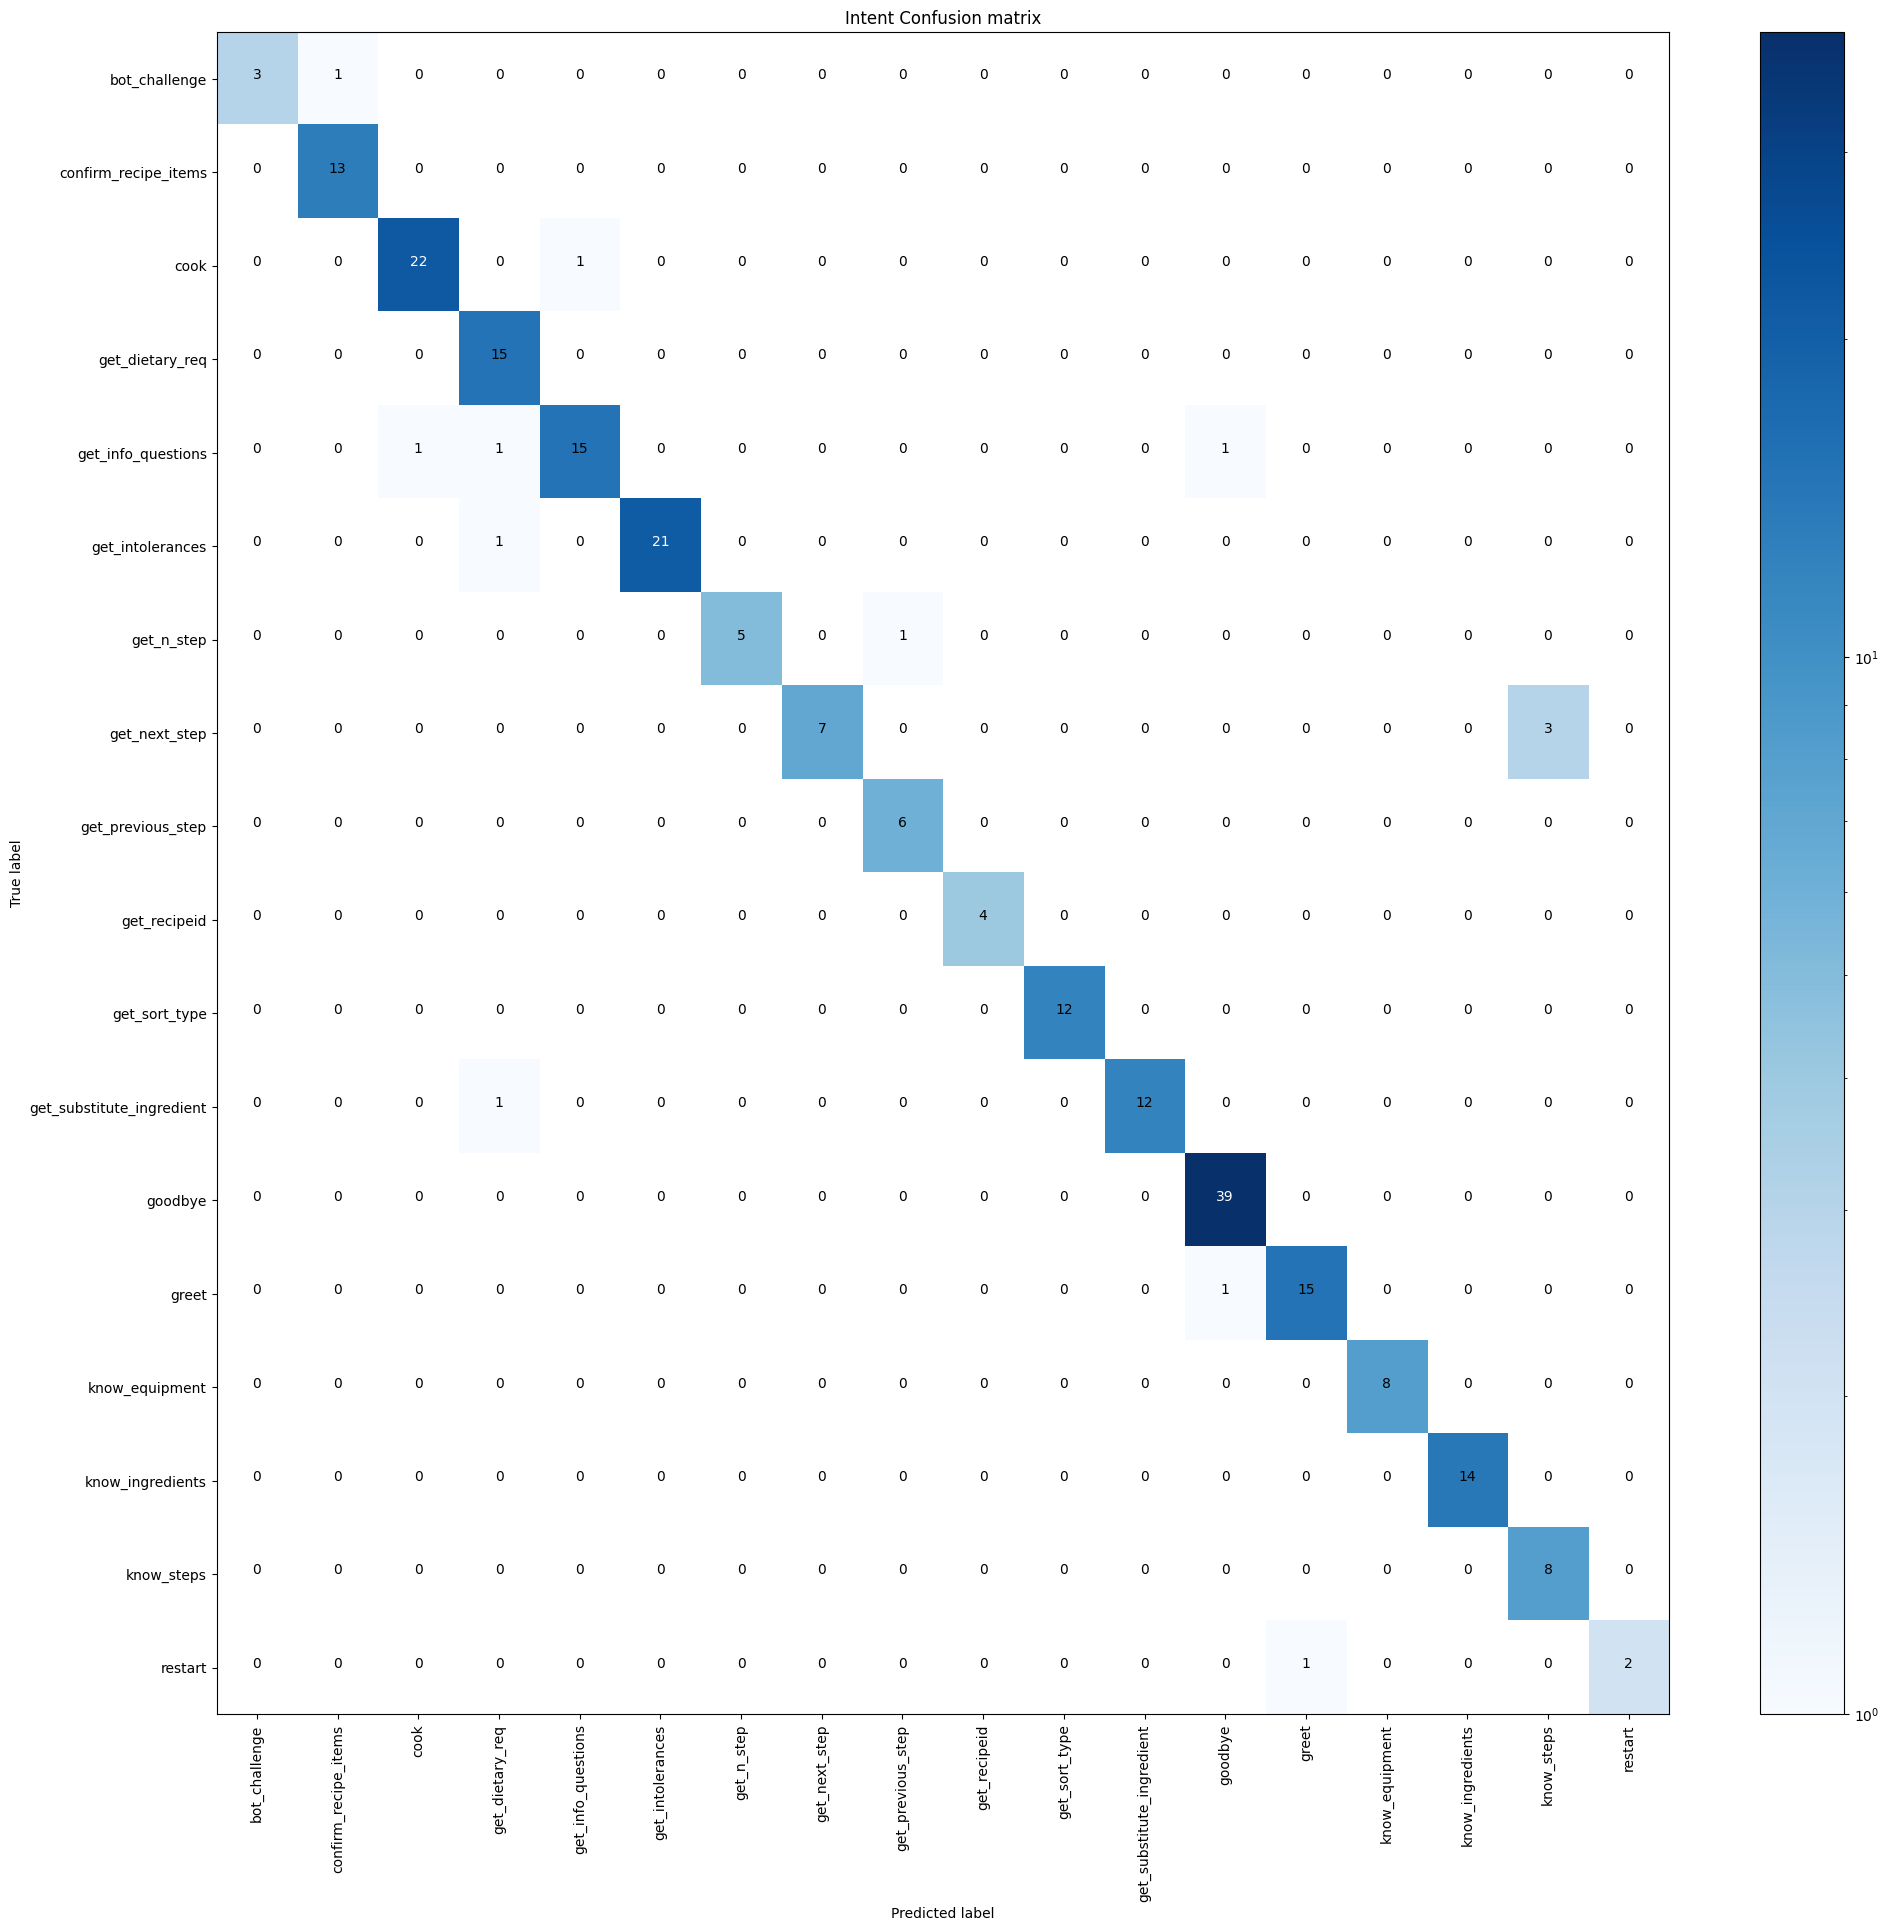 Intent Confusion matrix
bot_challenge 3 1 0 0 0 0 0 0 0 0 0 0 0 0 0 0 0 0
confirm_recipe_items 0 13 0 0 0 0 0 0 0 0 0 0 0 0 0 0 0 0
cook 0 0 22 0 1 0 0 0 0 0 0 0 0 0 0 0 0 0
get_dietary_req 0 0 0 15 0 0 0 0 0 0 0 0 0 0 0 0 0 0
get_info_questions 0 0 1 1 15 0 0 0 0 0 0 0 1 0 0 0 0 0
get_intolerances 0 0 0 1 0 21 0 0 0 0 0 0 0 0 0 0 0 0
get_n_step 0 0 0 0 0 0 5 0 1 0 0 0 0 0 0 0 0 0
10¹
get_next_step 0 0 0 0 0 0 0 7 0 0 0 0 0 0 0 0 3 0
get_previous_step 0 0 0 0 0 0 0 0 6 0 0 0 0 0 0 0 0 0
True label
get_recipeid 0 0 0 0 0 0 0 0 0 4 0 0 0 0 0 0 0 0
get_sort_type 0 0 0 0 0 0 0 0 0 0 12 0 0 0 0 0 0 0
get_substitute_ingredient 0 0 0 1 0 0 0 0 0 0 0 12 0 0 0 0 0 0
goodbye 0 0 0 0 0 0 0 0 0 0 0 0 39 0 0 0 0 0
greet 0 0 0 0 0 0 0 0 0 0 0 0 1 15 0 0 0 0
know_equipment 0 0 0 0 0 0 0 0 0 0 0 0 0 0 8 0 0 0
know_ingredients 0 0 0 0 0 0 0 0 0 0 0 0 0 0 0 14 0 0
know_steps 0 0 0 0 0 0 0 0 0 0 0 0 0 0 0 0 8 0
restart 0 0 0 0 0 0 0 0 0 0 0 0 0 1 0 0 0 2
10⁰
bot_challenge
confirm_recipe_items
cook
get_dietary_req
get_info_questions
get_intolerances
get_n_step
get_next_step
get_previous_step
get_recipeid
get_sort_type
get_substitute_ingredient
goodbye
greet
know_equipment
know_ingredients
know_steps
restart
Predicted label